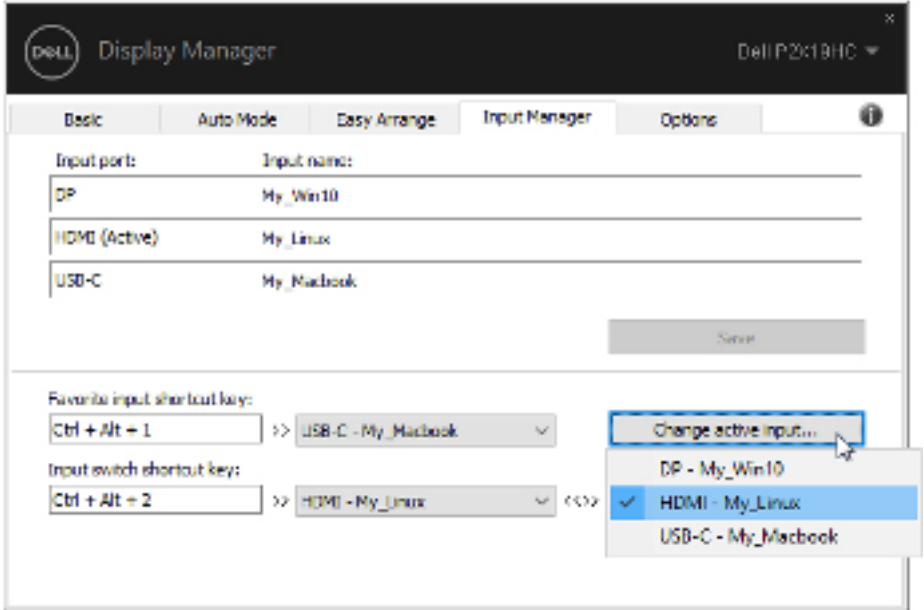 DELL Display Manager
Dell P2X19HC
Basic Auto Mode Easy Arrange Input Manager Options
Input port: Input name:
DP My_Win10
HDMI (Active) My_Linux
USB-C My_Macbook
Save
Favorite input shortcut key:
Ctrl + Alt + 1 >> USB-C - My_Macbook Change active input...
DP - My_Win10
Input switch shortcut key:
Ctrl + Alt + 2 >> HDMI - My_Linux <<>> HDMI - My_Linux
USB-C - My_Macbook